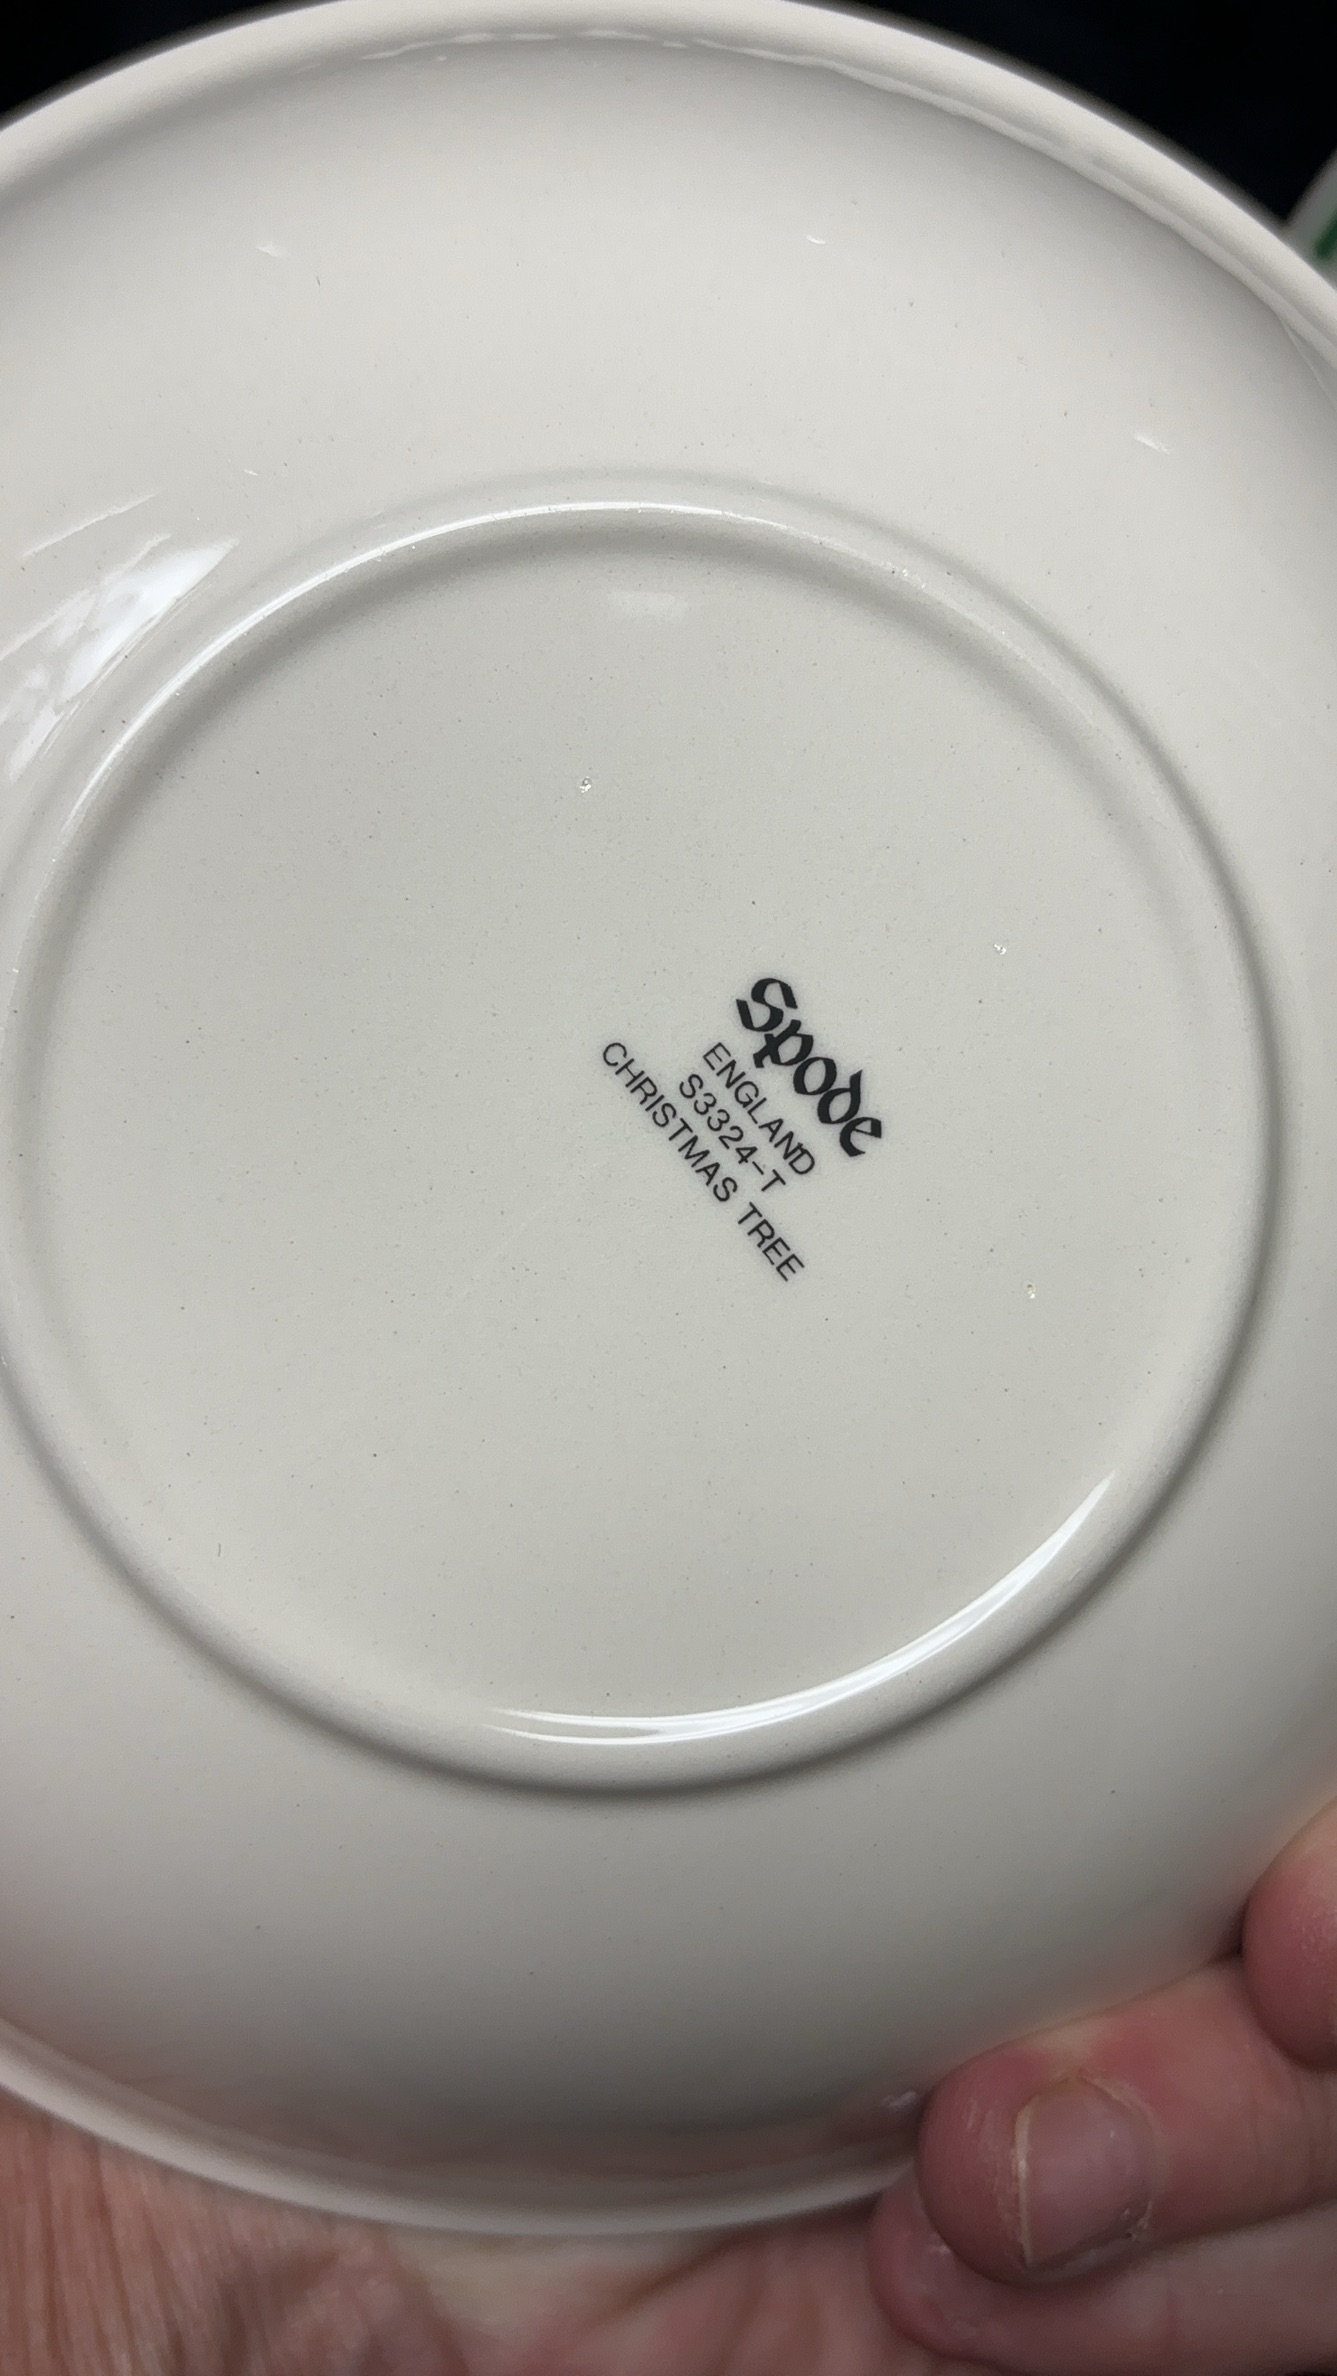 Spode
ENGLAND
S3324-T
CHRISTMAS TREE